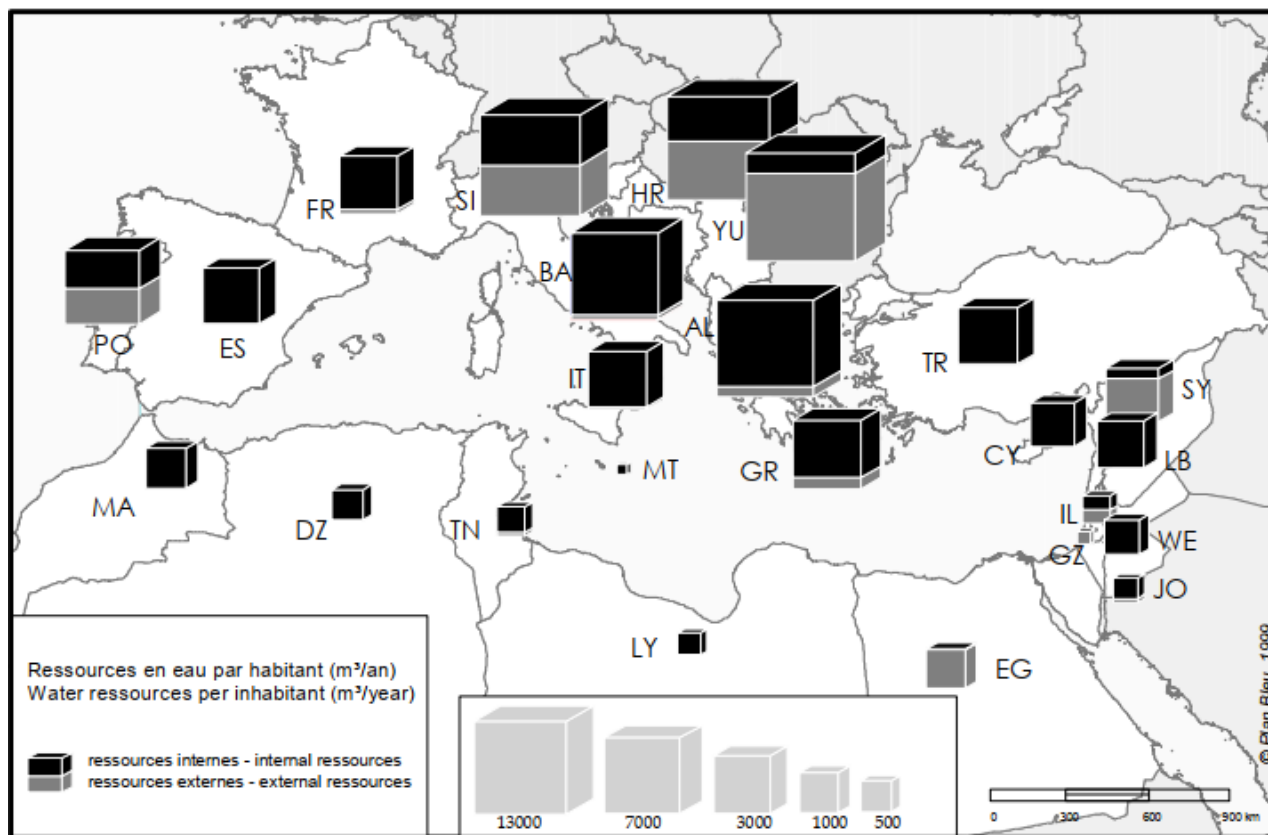 FR
SI
HR
YU
BA
PO
ES
AL
IT
TR
SY
CY
LB
MT
GR
MA
DZ
TN
IL
GZ
WE
JO
LY
EG
Ressources en eau par habitant (m³/an)
Water ressources per inhabitant (m³/year)
ressources internes - internal ressources
ressources externes - external ressources
13000 7000 3000 1000 500
0 300 600 900 km
© Plan Bleu, 1999